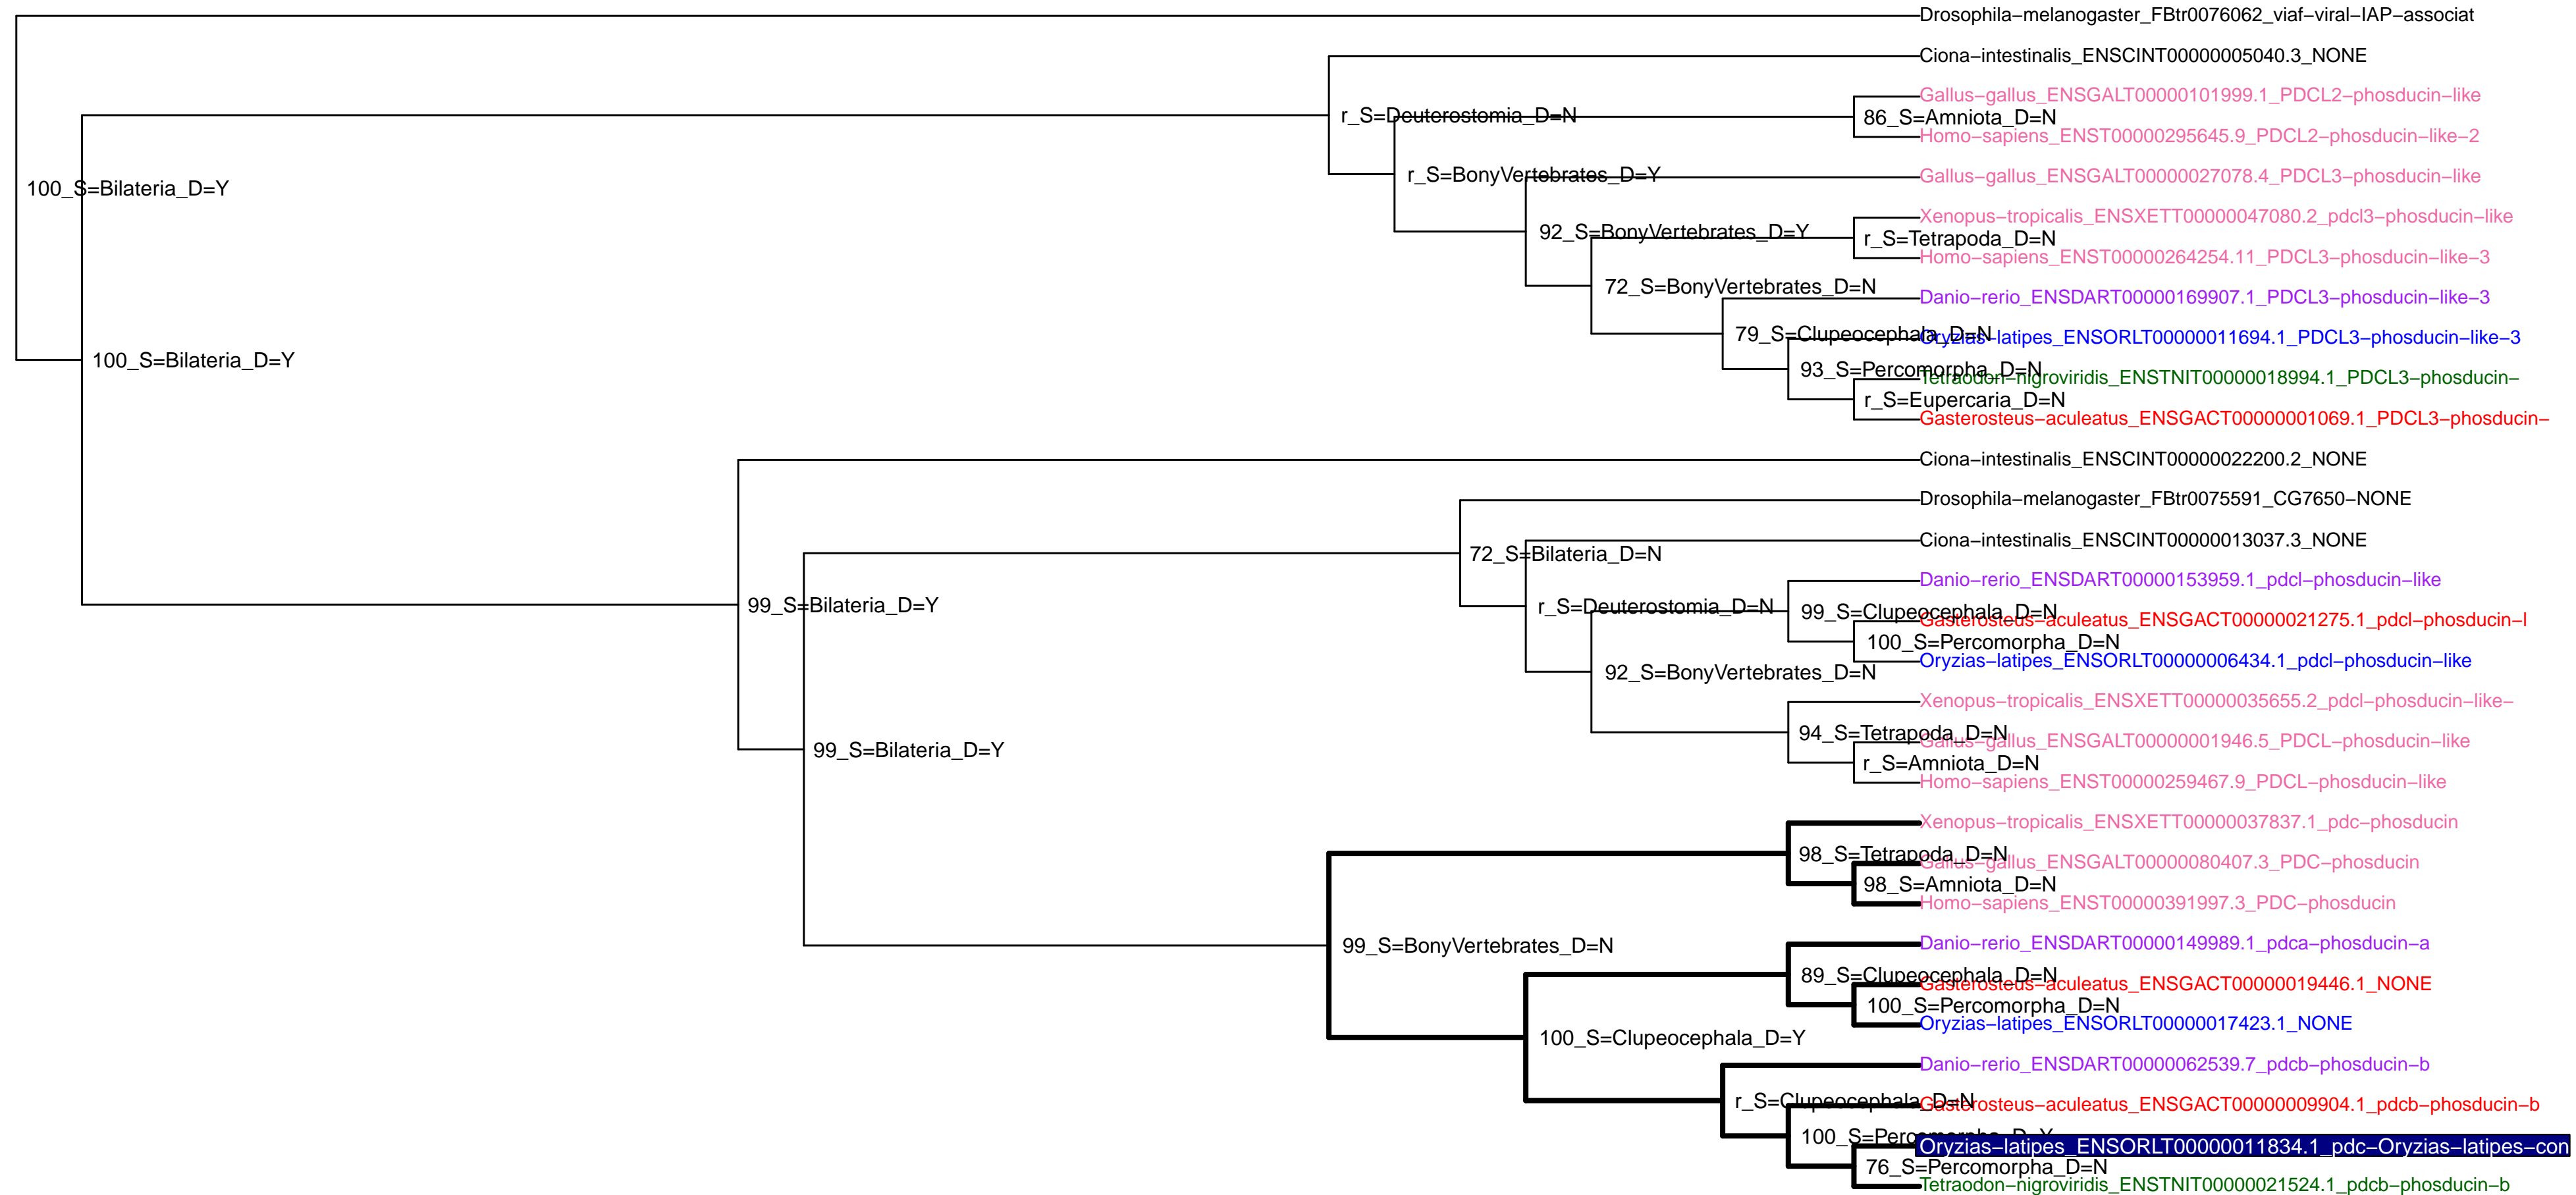 Drosophila−melanogaster_FBtr0076062_viaf−viral−IAP−associat
Ciona−intestinalis_ENSCINT00000005040.3_NONE
Gallus−gallus_ENSGALT00000101999.1_PDCL2−phosducin−like
r_S=Deuterostomia_D=N
86_S=Amniota_D=N
Homo−sapiens_ENST00000295645.9_PDCL2−phosducin−like−2
r_S=BonyVertebrates_D=Y
Gallus−gallus_ENSGALT00000027078.4_PDCL3−phosducin−like
100_S=Bilateria_D=Y
Xenopus−tropicalis_ENSXETT00000047080.2_pdcl3−phosducin−like
92_S=BonyVertebrates_D=Y
r_S=Tetrapoda_D=N
Homo−sapiens_ENST00000264254.11_PDCL3−phosducin−like−3
72_S=BonyVertebrates_D=N
Danio−rerio_ENSDART00000169907.1_PDCL3−phosducin−like−3
79_S=Clupeocephala_D=N
Oryzias−latipes_ENSORLT00000011694.1_PDCL3−phosducin−like−3
100_S=Bilateria_D=Y
93_S=Percomorpha_D=N
Tetraodon−nigroviridis_ENSTNIT00000018994.1_PDCL3−phosducin−
r_S=Eupercaria_D=N
Gasterosteus−aculeatus_ENSGACT00000001069.1_PDCL3−phosducin−
Ciona−intestinalis_ENSCINT00000022200.2_NONE
Drosophila−melanogaster_FBtr0075591_CG7650−NONE
Ciona−intestinalis_ENSCINT00000013037.3_NONE
72_S=Bilateria_D=N
Danio−rerio_ENSDART00000153959.1_pdcl−phosducin−like
99_S=Bilateria_D=Y
r_S=Deuterostomia_D=N
99_S=Clupeocephala_D=N
Gasterosteus−aculeatus_ENSGACT00000021275.1_pdcl−phosducin−l
100_S=Percomorpha_D=N
Oryzias−latipes_ENSORLT00000006434.1_pdcl−phosducin−like
92_S=BonyVertebrates_D=N
Xenopus−tropicalis_ENSXETT00000035655.2_pdcl−phosducin−like−
94_S=Tetrapoda_D=N
Gallus−gallus_ENSGALT00000001946.5_PDCL−phosducin−like
99_S=Bilateria_D=Y
r_S=Amniota_D=N
Homo−sapiens_ENST00000259467.9_PDCL−phosducin−like
Xenopus−tropicalis_ENSXETT00000037837.1_pdc−phosducin
98_S=Tetrapoda_D=N
Gallus−gallus_ENSGALT00000080407.3_PDC−phosducin
98_S=Amniota_D=N
Homo−sapiens_ENST00000391997.3_PDC−phosducin
99_S=BonyVertebrates_D=N
Danio−rerio_ENSDART00000149989.1_pdca−phosducin−a
89_S=Clupeocephala_D=N
Gasterosteus−aculeatus_ENSGACT00000019446.1_NONE
100_S=Percomorpha_D=N
Oryzias−latipes_ENSORLT00000017423.1_NONE
100_S=Clupeocephala_D=Y
Danio−rerio_ENSDART00000062539.7_pdcb−phosducin−b
r_S=Clupeocephala_D=N
Gasterosteus−aculeatus_ENSGACT00000009904.1_pdcb−phosducin−b
100_S=Percomorpha_D=Y
Oryzias−latipes_ENSORLT00000011834.1_pdc−Oryzias−latipes−con
76_S=Percomorpha_D=N
Tetraodon−nigroviridis_ENSTNIT00000021524.1_pdcb−phosducin−b